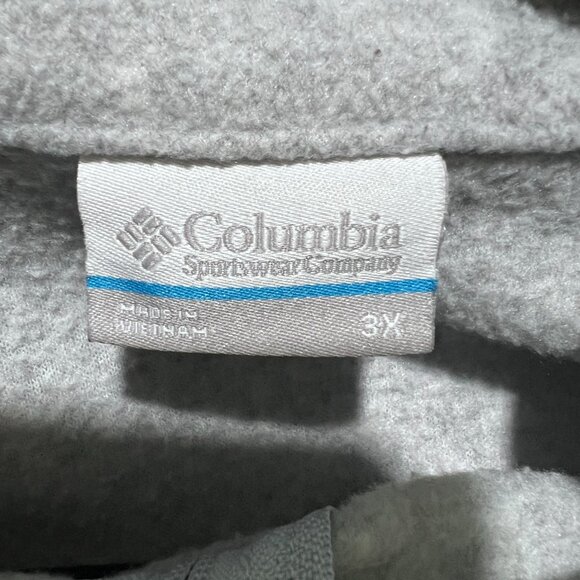 Columbia
Sportswear Company
MADE IN
VIETNAM
3X